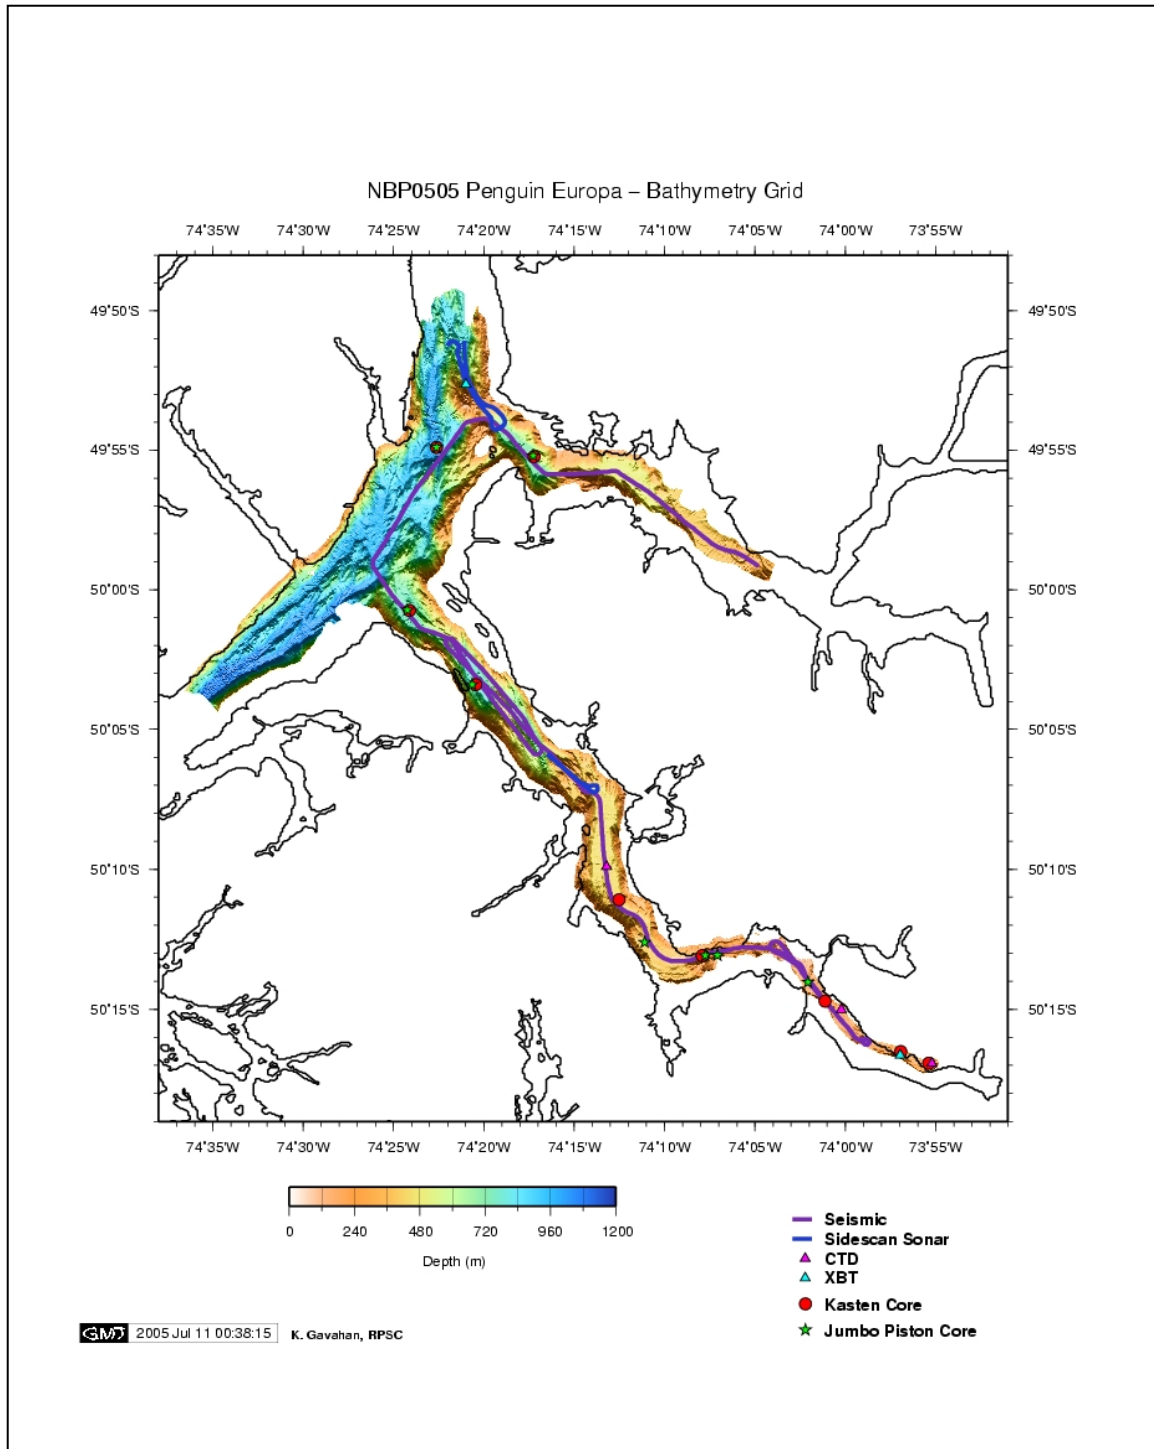 NBP0505 Penguin Europa – Bathymetry Grid
74°35'W 74°30'W 74°25'W 74°20'W 74°15'W 74°10'W 74°05'W 74°00'W 73°55'W
49°50'S 49°50'S
49°55'S 49°55'S
50°00'S 50°00'S
50°05'S 50°05'S
50°10'S 50°10'S
50°15'S 50°15'S
74°35'W 74°30'W 74°25'W 74°20'W 74°15'W 74°10'W 74°05'W 74°00'W 73°55'W
0 240 480 720 960 1200
Depth (m)
Seismic
Sidescan Sonar
CTD
XBT
Kasten Core
Jumbo Piston Core
GMT 2005 Jul 11 00:38:15 K. Gavahan, RPSC